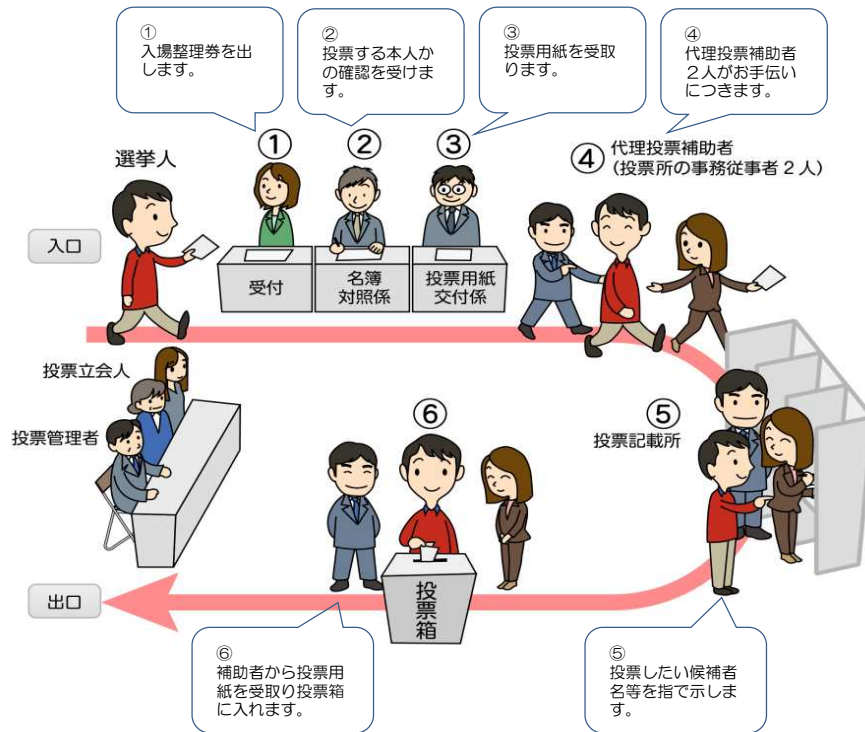 ①
入場整理券を出
します。
②
投票する本人か
の確認を受けま
す。
③
投票用紙を受取
ります。
④
代理投票補助者
２人がお手伝い
につきます。
選挙人
①
②
③
④
代理投票補助者
（投票所の事務従事者２人）
入口
受付
名簿
対照係
投票用紙
交付係
投票立会人
投票管理者
⑤
投票記載所
⑥
投票箱
出口
⑥
補助者から投票用
紙を受取り投票箱
に入れます。
⑤
投票したい候補者
名等を指で示しま
す。